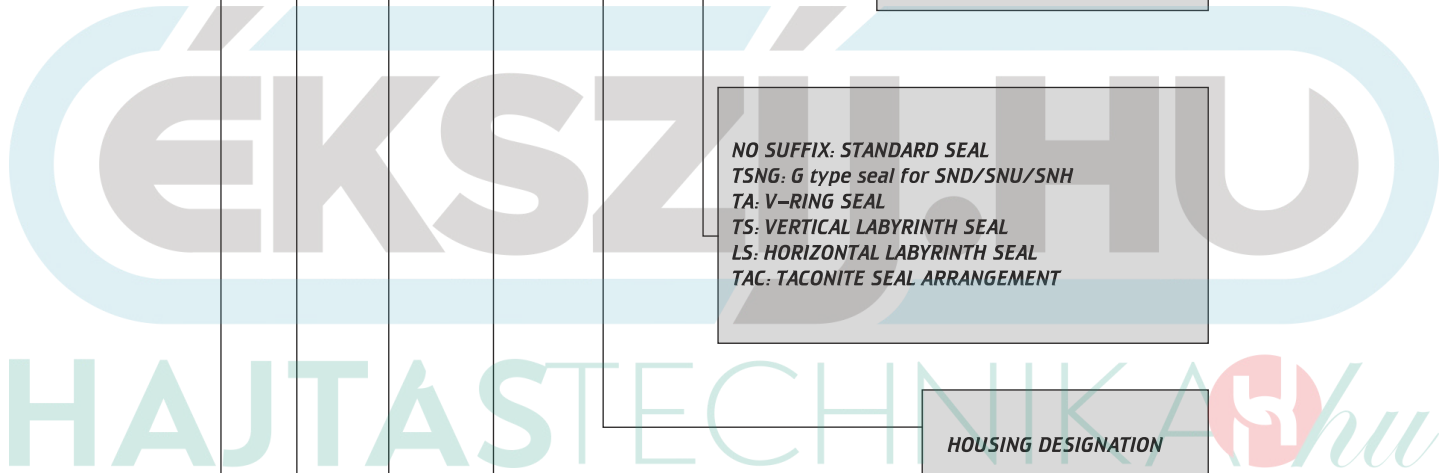 ÉKSZÍJ.HU
NO SUFFIX: STANDARD SEAL
TSNG: G type seal for SND/SNU/SNH
TA: V-RING SEAL
TS: VERTICAL LABYRINTH SEAL
LS: HORIZONTAL LABYRINTH SEAL
TAC: TACONITE SEAL ARRANGEMENT
HAJTÁSTECHNIKA H hu
HOUSING DESIGNATION